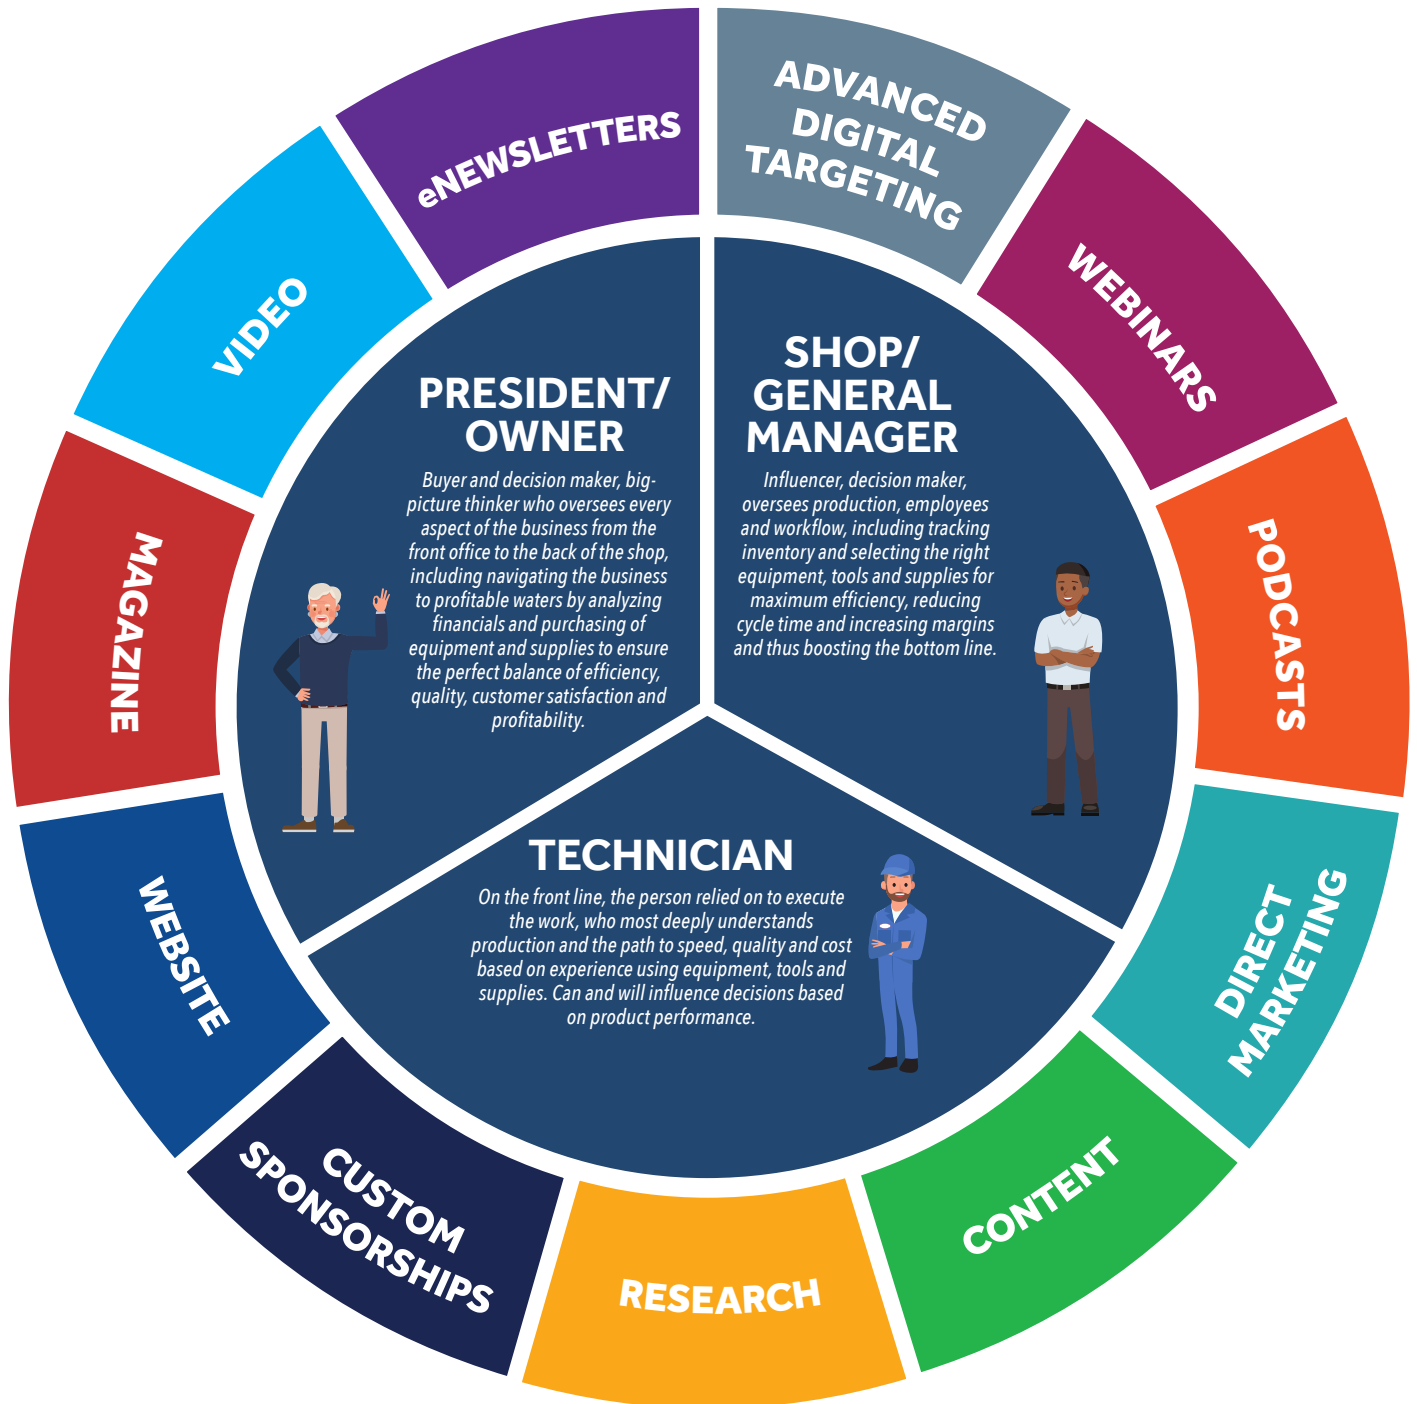 ADVANCED
DIGITAL
TARGETING
WEBINARS
PODCASTS
DIRECT
MARKETING
CONTENT
RESEARCH
CUSTOM
SPONSORSHIPS
WEBSITE
MAGAZINE
VIDEO
eNEWSLETTERS
PRESIDENT/
OWNER
Buyer and decision maker, big-
picture thinker who oversees every
aspect of the business from the
front office to the back of the shop,
including navigating the business
to profitable waters by analyzing
financials and purchasing of
equipment and supplies to ensure
the perfect balance of efficiency,
quality, customer satisfaction and
profitability.
SHOP/
GENERAL
MANAGER
Influencer, decision maker,
oversees production, employees
and workflow, including tracking
inventory and selecting the right
equipment, tools and supplies for
maximum efficiency, reducing
cycle time and increasing margins
and thus boosting the bottom line.
TECHNICIAN
On the front line, the person relied on to execute
the work, who most deeply understands
production and the path to speed, quality and cost
based on experience using equipment, tools and
supplies. Can and will influence decisions based
on product performance.